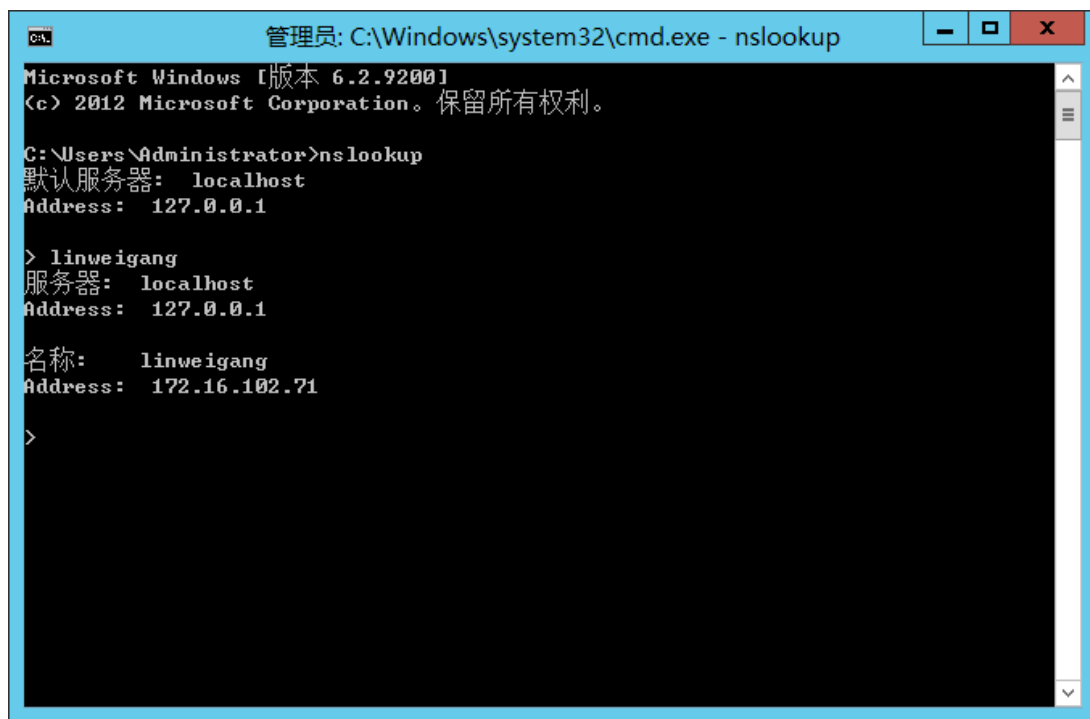 管理员: C:\Windows\system32\cmd.exe - nslookup
Microsoft Windows [版本 6.2.9200]
(c) 2012 Microsoft Corporation。保留所有权利。
C:\Users\Administrator>nslookup
默认服务器:  localhost
Address:  127.0.0.1
> linweigang
服务器:  localhost
Address:  127.0.0.1
名称:    linweigang
Address:  172.16.102.71
>